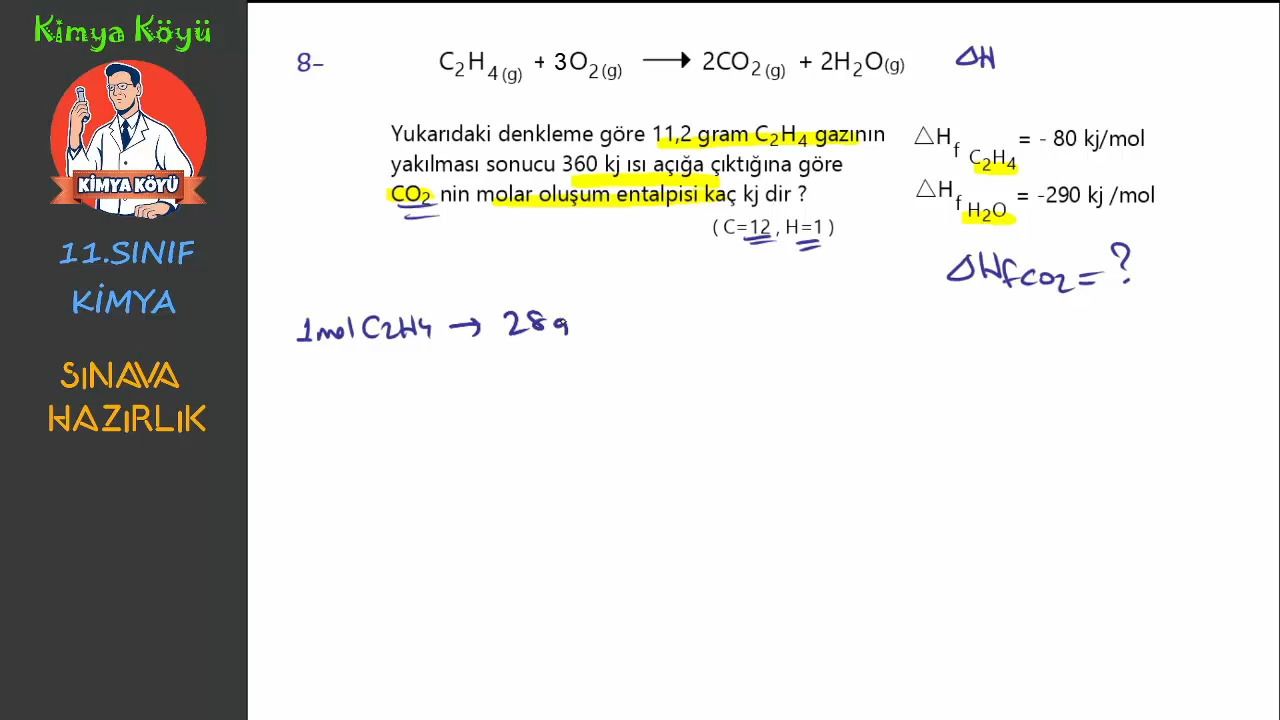 Kimya Köyü
KİMYA KÖYÜ
11.SINIF
KİMYA
SINAVA
HAZIRLIK
8- C₂H₄(g) + 3O₂(g) ⟶ 2CO₂(g) + 2H₂O(g) ΔH
Yukarıdaki denkleme göre 11,2 gram C₂H₄ gazının
yakılması sonucu 360 kj ısı açığa çıktığına göre
CO₂ nin molar oluşum entalpisi kaç kj dir ?
( C=12 , H=1 )
△Hf C₂H₄ = - 80 kj/mol
△Hf H₂O = -290 kj /mol
ΔHfCO₂ = ?
1mol C₂H₄ → 28g